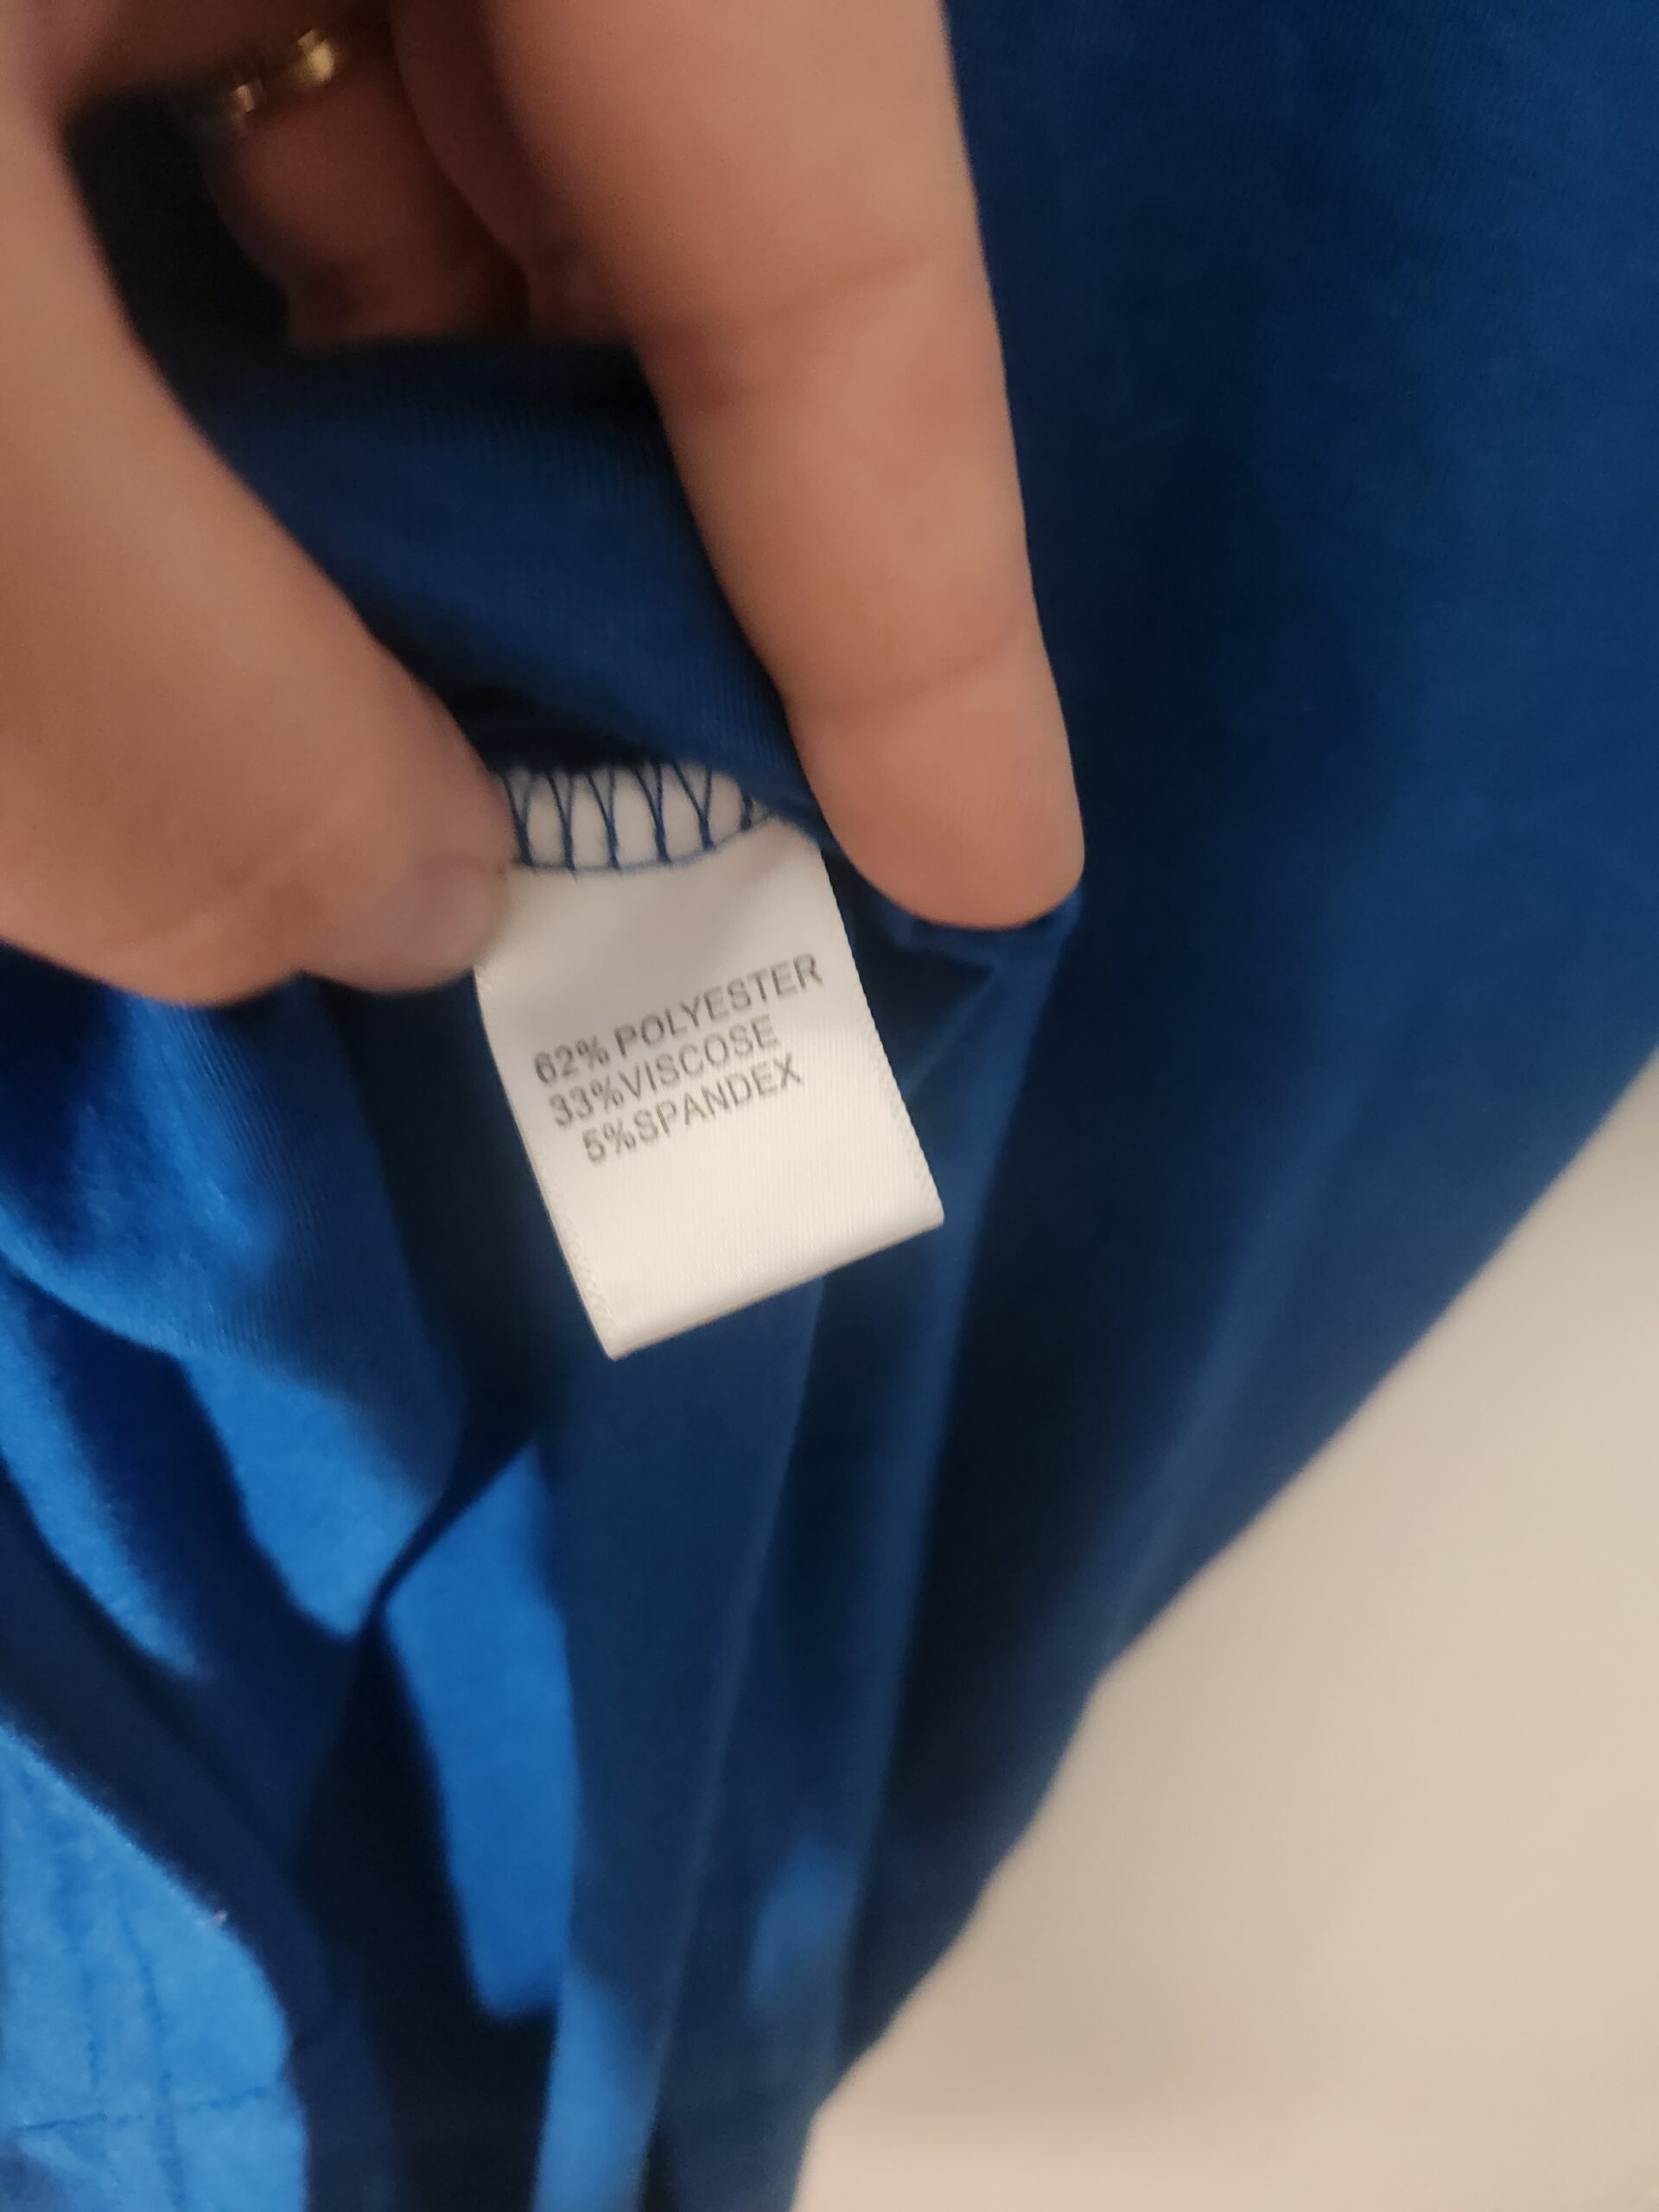 62% POLYESTER
33%VISCOSE
5%SPANDEX